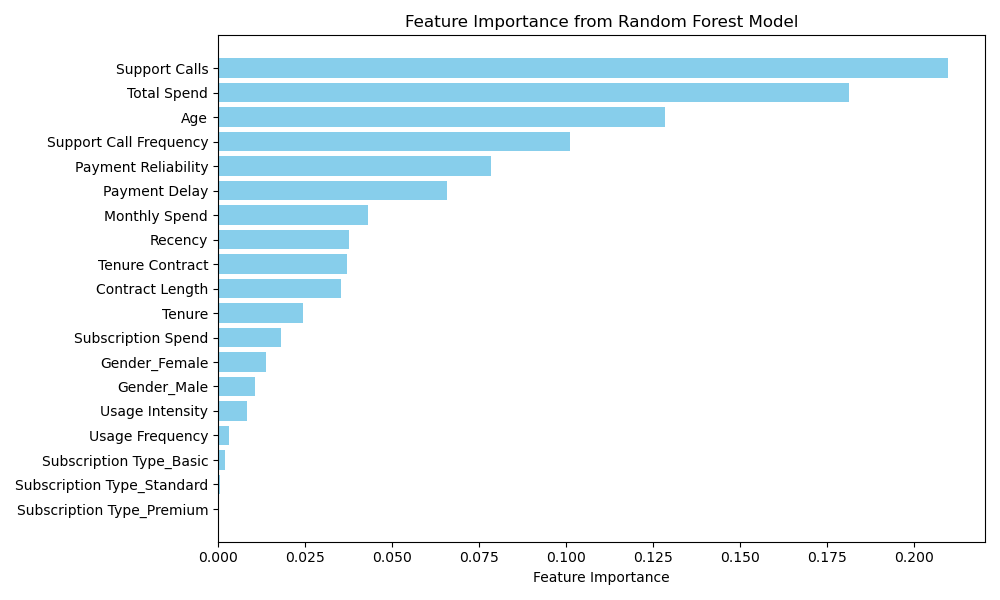 Feature Importance from Random Forest Model
Support Calls
Total Spend
Age
Support Call Frequency
Payment Reliability
Payment Delay
Monthly Spend
Recency
Tenure Contract
Contract Length
Tenure
Subscription Spend
Gender_Female
Gender_Male
Usage Intensity
Usage Frequency
Subscription Type_Basic
Subscription Type_Standard
Subscription Type_Premium
0.000 0.025 0.050 0.075 0.100 0.125 0.150 0.175 0.200
Feature Importance